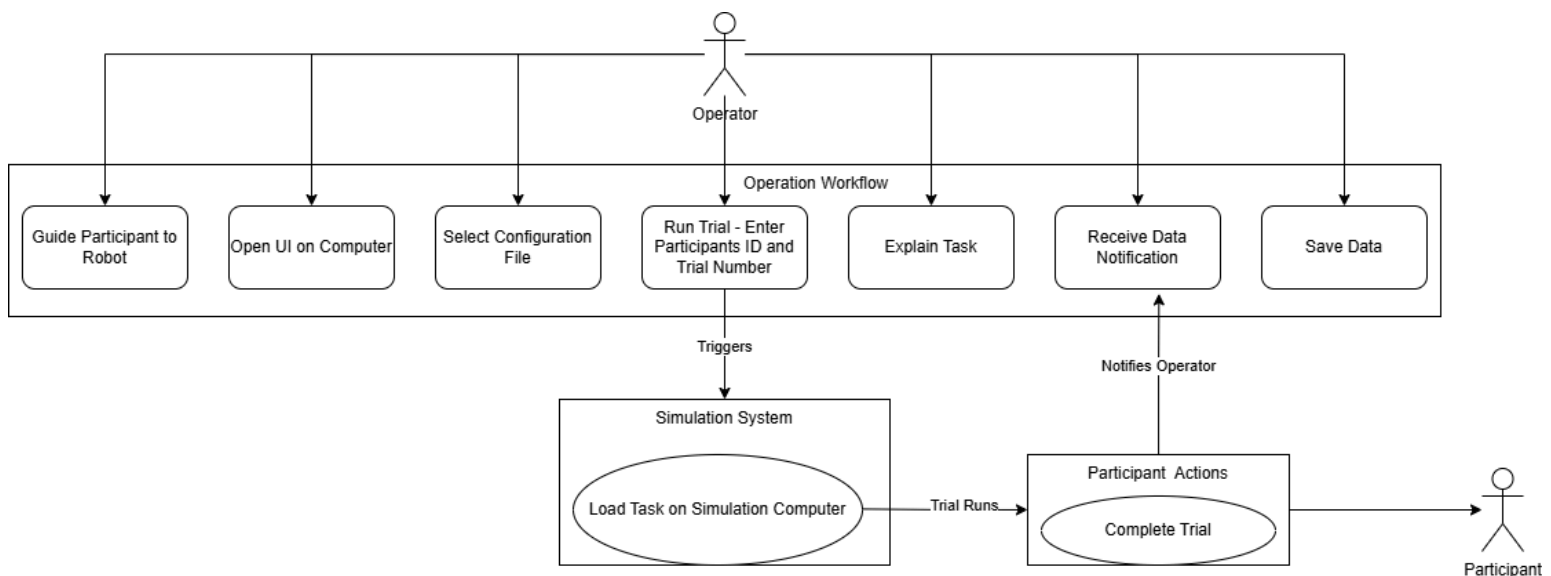 Operator
Operation Workflow
Guide Participant to
Robot
Open UI on Computer
Select Configuration
File
Run Trial - Enter
Participants ID and
Trial Number
Explain Task
Receive Data
Notification
Save Data
Triggers
Notifies Operator
Simulation System
Load Task on Simulation Computer
Trial Runs
Participant Actions
Complete Trial
Participant